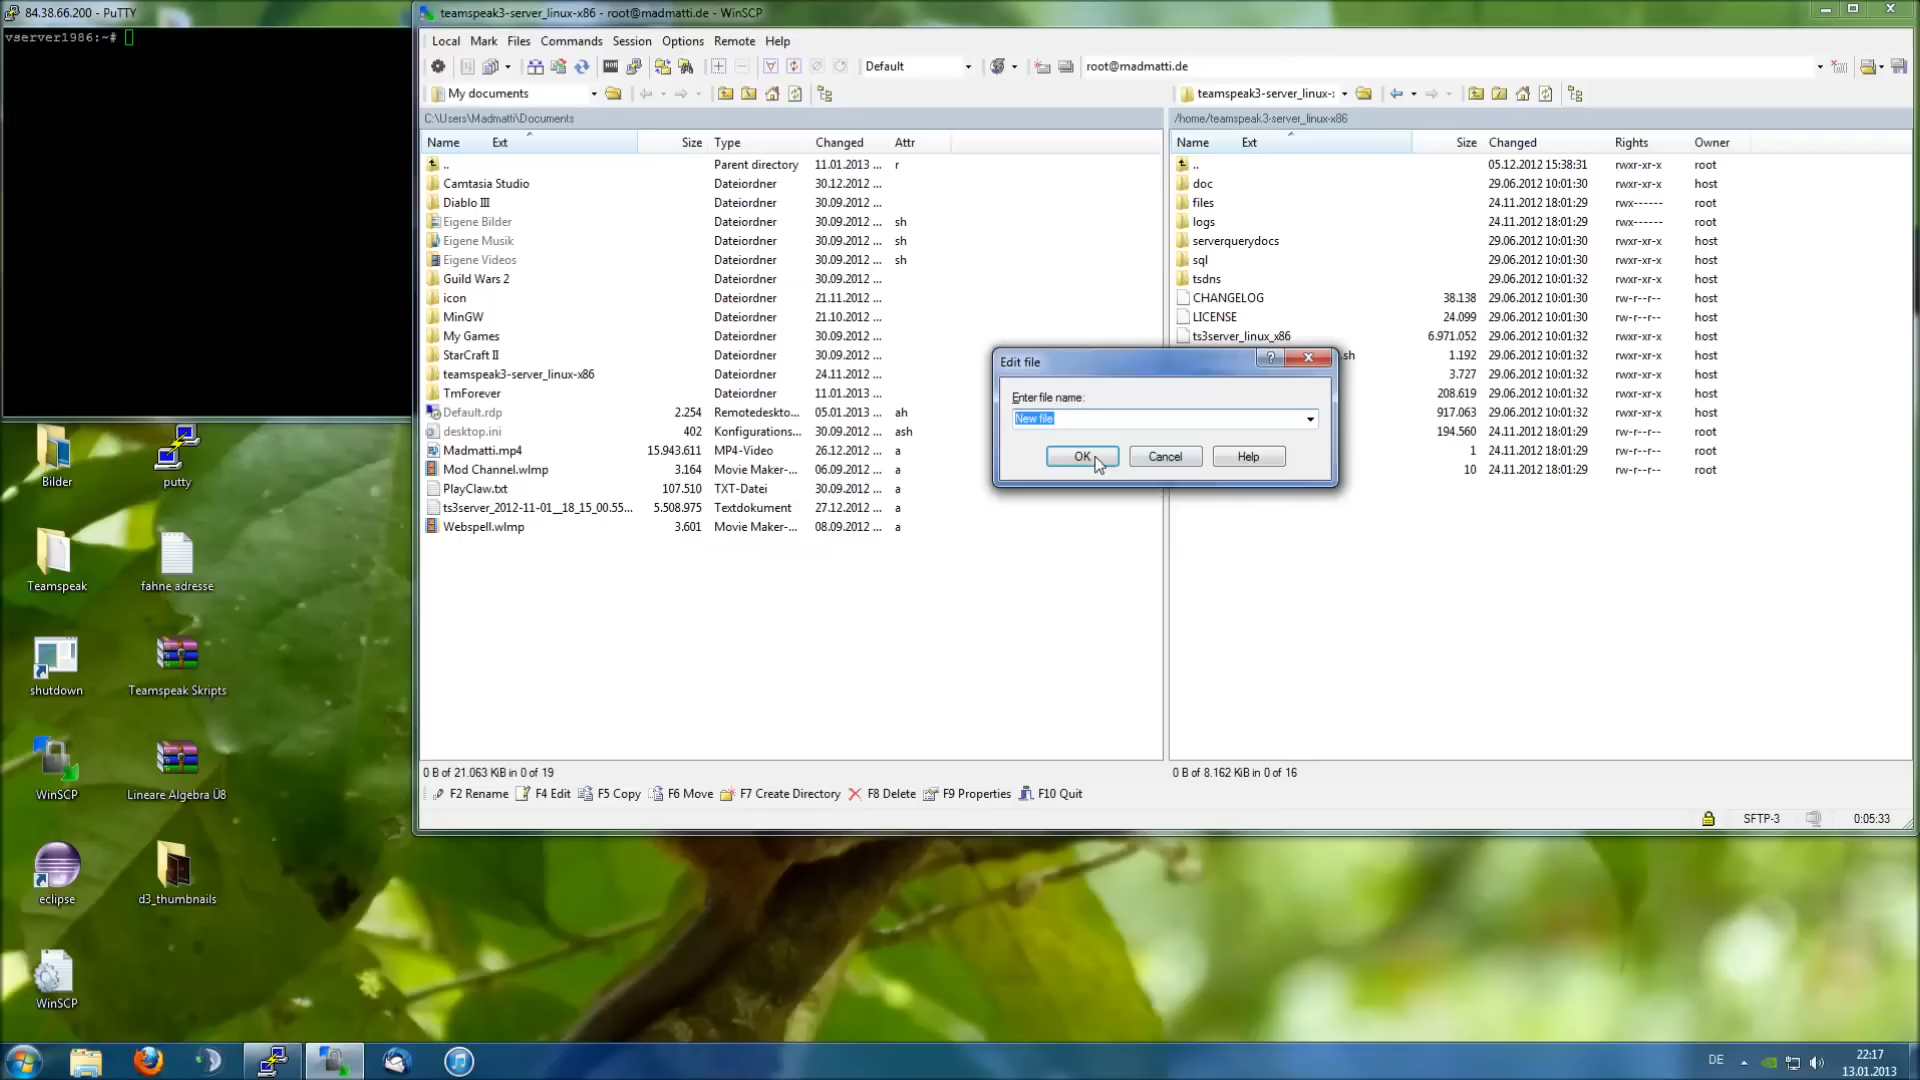 84.38.66.200 - PuTTY
vserver1986:~#
teamspeak3-server_linux-x86 - root@madmatti.de - WinSCP
Local Mark Files Commands Session Options Remote Help
Default
root@madmatti.de
My documents
teamspeak3-server_linux-
C:\Users\Madmatti\Documents
/home/teamspeak3-server_linux-x86
Name Ext Size Type Changed Attr
Name Ext Size Changed Rights Owner
.. Parent directory 11.01.2013 ... r
Camtasia Studio Dateiordner 30.12.2012 ...
Diablo III Dateiordner 30.09.2012 ...
Eigene Bilder Dateiordner 30.09.2012 ... sh
Eigene Musik Dateiordner 30.09.2012 ... sh
Eigene Videos Dateiordner 30.09.2012 ... sh
Guild Wars 2 Dateiordner 30.09.2012 ...
icon Dateiordner 21.11.2012 ...
MinGW Dateiordner 21.10.2012 ...
My Games Dateiordner 30.09.2012 ...
StarCraft II Dateiordner 30.09.2012 ...
teamspeak3-server_linux-x86 Dateiordner 24.11.2012 ...
TmForever Dateiordner 11.01.2013 ...
Default.rdp 2.254 Remotedeskto... 05.01.2013 ... ah
desktop.ini 402 Konfigurations... 30.09.2012 ... ash
Madmatti.mp4 15.943.611 MP4-Video 26.12.2012 ... a
Mod Channel.wlmp 3.164 Movie Maker-... 06.09.2012 ... a
PlayClaw.txt 107.510 TXT-Datei 30.09.2012 ... a
ts3server_2012-11-01__18_15_00.55... 5.508.975 Textdokument 27.12.2012 ... a
Webspell.wlmp 3.601 Movie Maker-... 08.09.2012 ... a
.. 05.12.2012 15:38:31 rwxr-xr-x root
doc 29.06.2012 10:01:30 rwxr-xr-x host
files 24.11.2012 18:01:29 rwx------ root
logs 24.11.2012 18:01:29 rwx------ root
serverquerydocs 29.06.2012 10:01:30 rwxr-xr-x host
sql 29.06.2012 10:01:30 rwxr-xr-x host
tsdns 29.06.2012 10:01:32 rwxr-xr-x host
CHANGELOG 38.138 29.06.2012 10:01:30 rw-r--r-- host
LICENSE 24.099 29.06.2012 10:01:30 rw-r--r-- host
ts3server_linux_x86 6.971.052 29.06.2012 10:01:32 rwxr-xr-x host
sh 1.192 29.06.2012 10:01:32 rwxr-xr-x host
3.727 29.06.2012 10:01:32 rwxr-xr-x host
208.619 29.06.2012 10:01:32 rwxr-xr-x host
917.063 29.06.2012 10:01:32 rwxr-xr-x host
194.560 24.11.2012 18:01:29 rw-r--r-- root
1 24.11.2012 18:01:29 rw-r--r-- root
10 24.11.2012 18:01:29 rw-r--r-- root
Edit file
Enter file name:
New file
OK Cancel Help
0 B of 21.063 KiB in 0 of 19
0 B of 8.162 KiB in 0 of 16
F2 Rename F4 Edit F5 Copy F6 Move F7 Create Directory F8 Delete F9 Properties F10 Quit
SFTP-3 0:05:33
Bilder
putty
Teamspeak
fahne adresse
shutdown
Teamspeak Skripts
WinSCP
Lineare Algebra Ü8
eclipse
d3_thumbnails
WinSCP
DE
22:17
13.01.2013